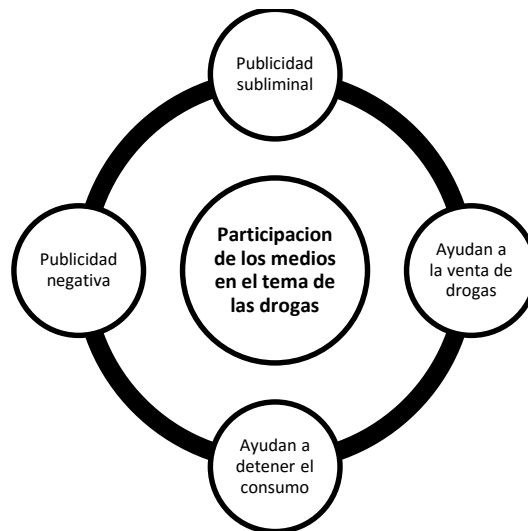 Publicidad
subliminal
Participacion
de los medios
en el tema de
las drogas
Publicidad
negativa
Ayudan a
la venta de
drogas
Ayudan a
detener el
consumo